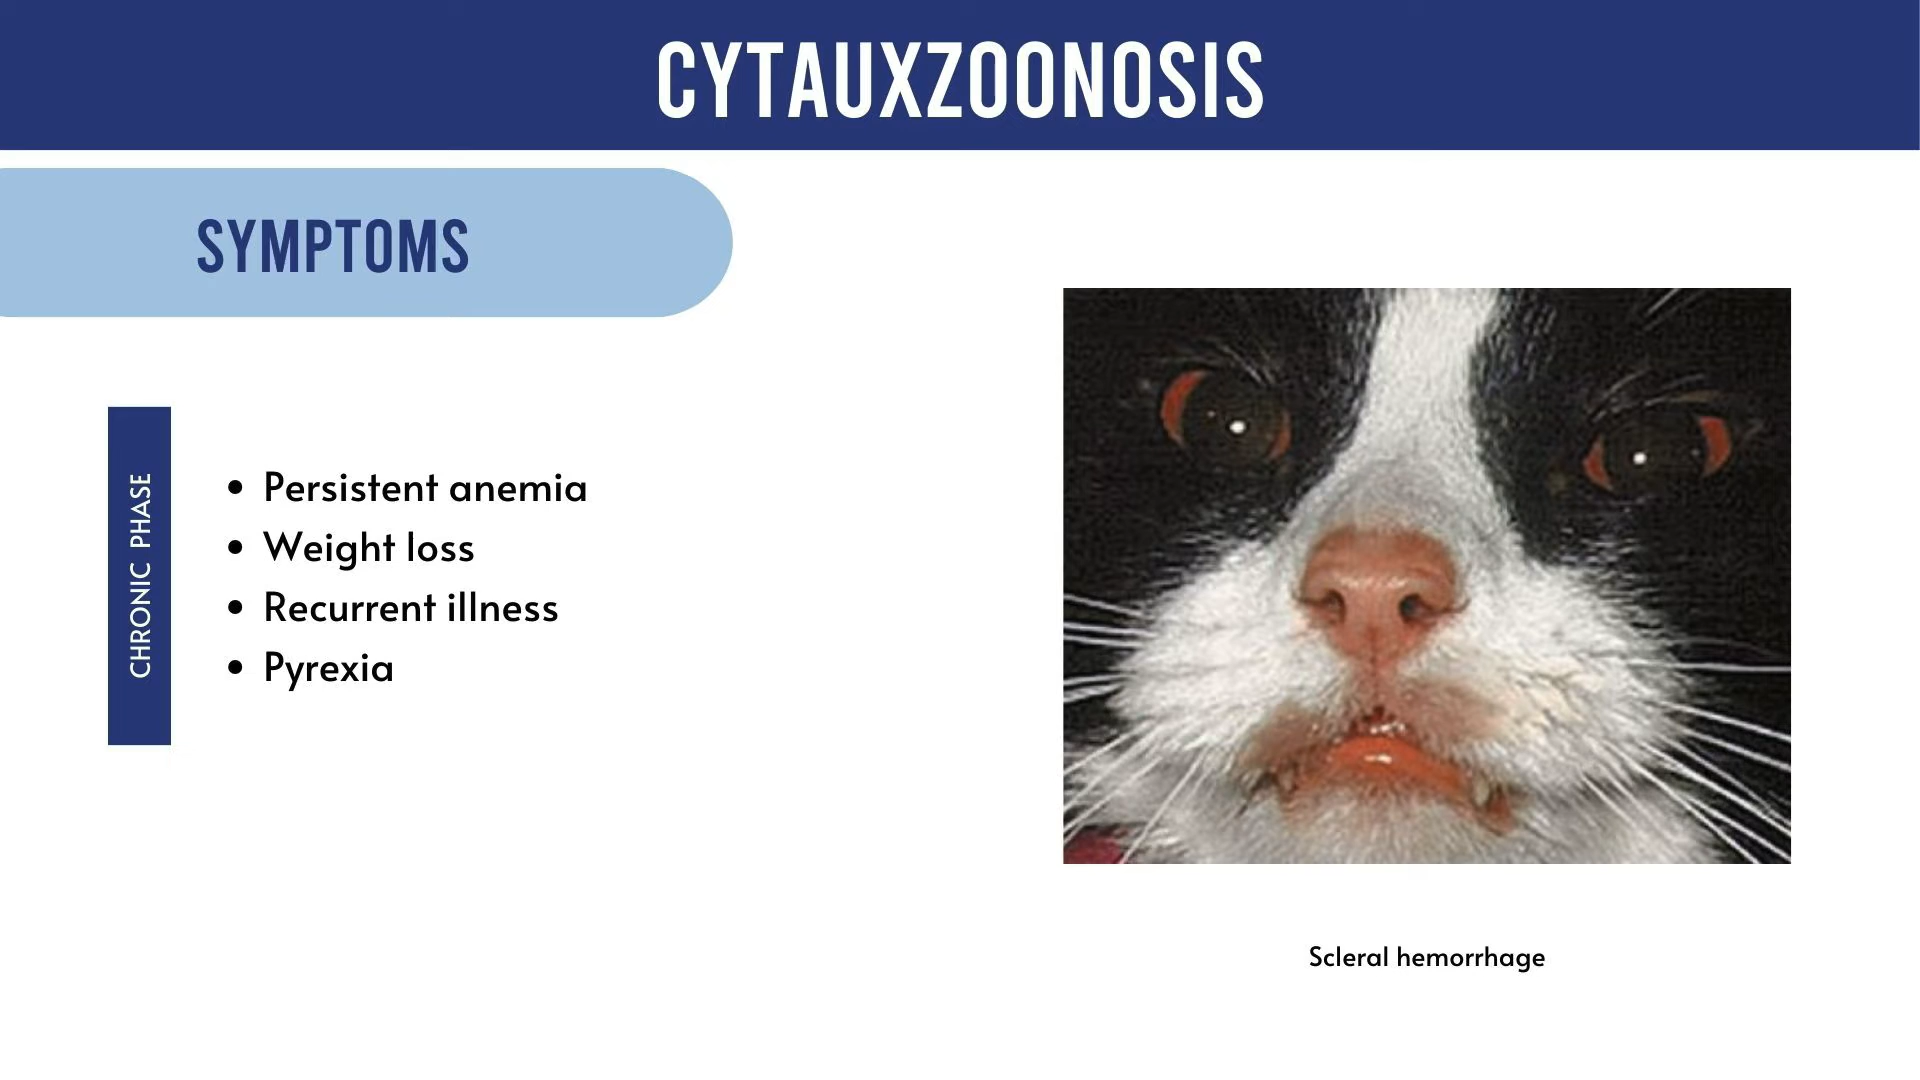 CYTAUXZOONOSIS
SYMPTOMS
CHRONIC PHASE
• Persistent anemia
• Weight loss
• Recurrent illness
• Pyrexia
Scleral hemorrhage